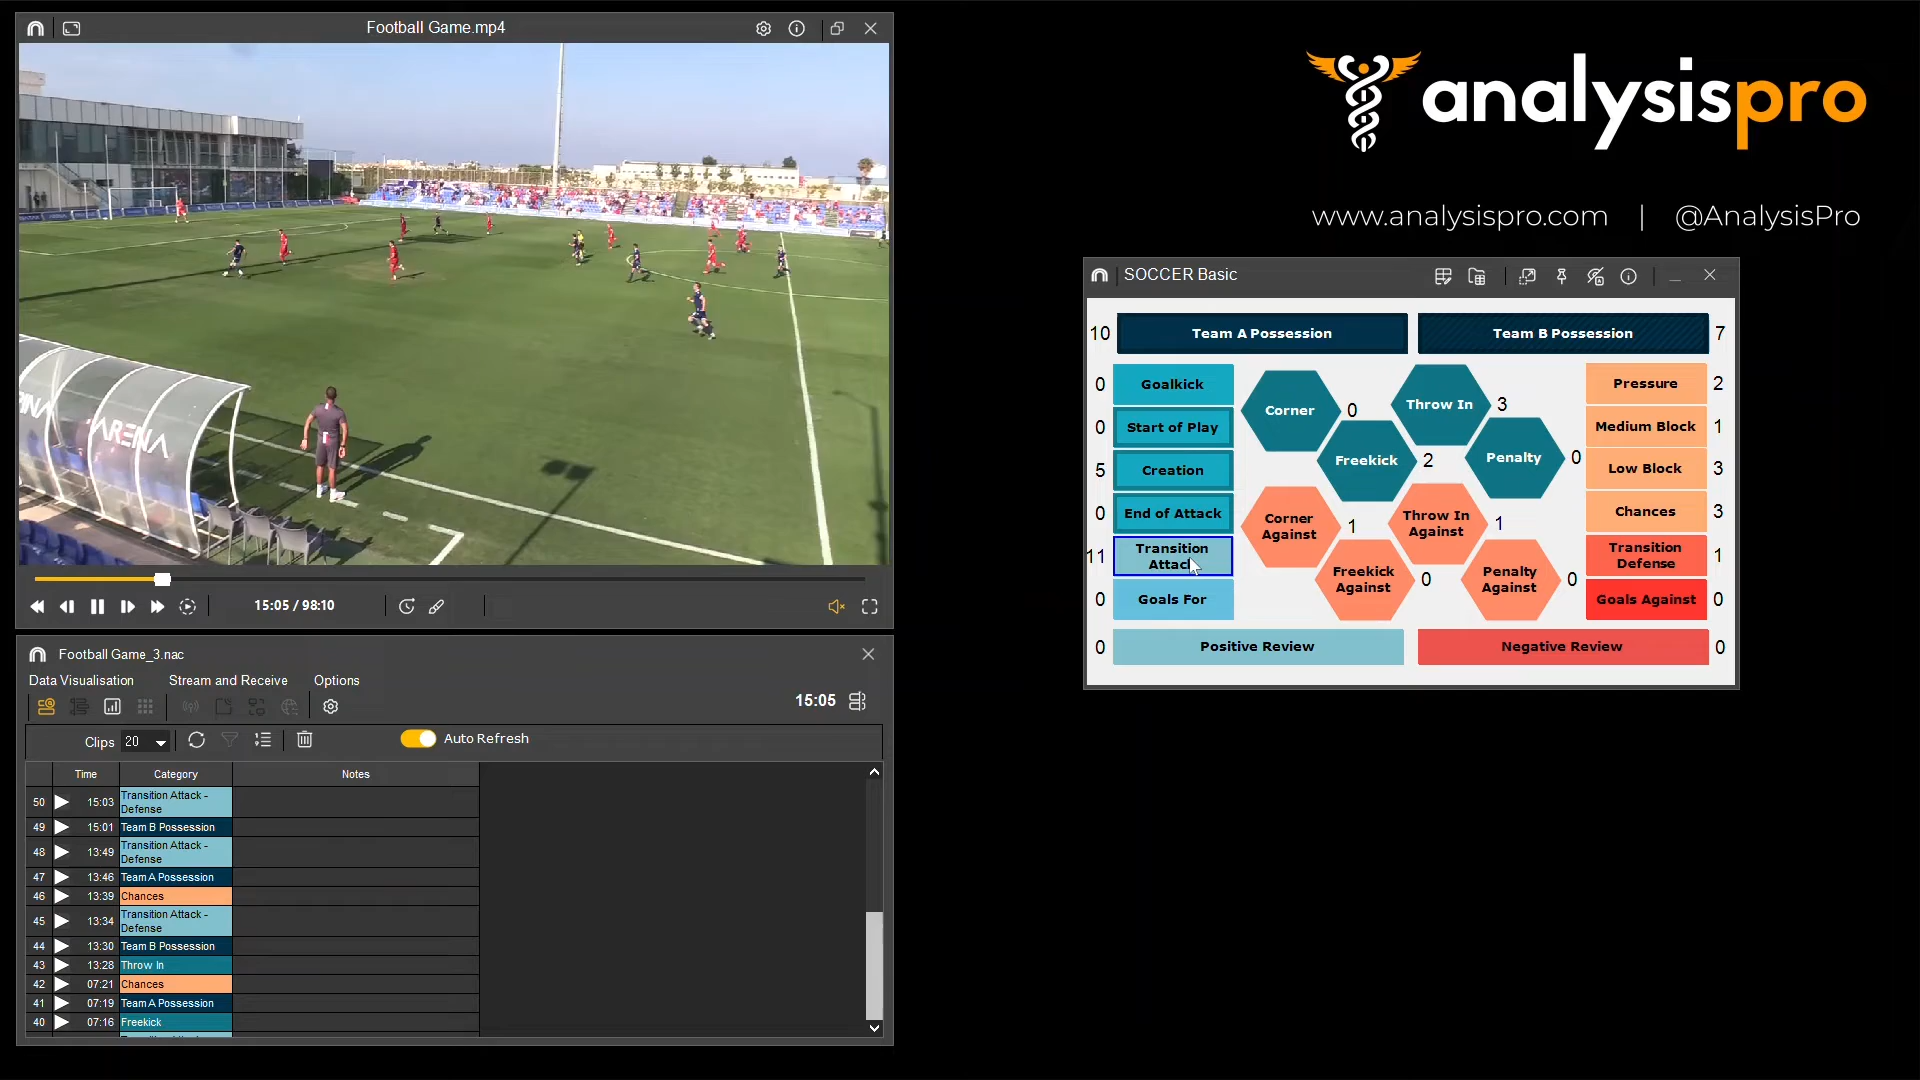 Football Game.mp4
ARENA
15:05 / 98:10
analysispro
www.analysispro.com | @AnalysisPro
SOCCER Basic
10 Team A Possession Team B Possession 7
0 Goalkick
0 Start of Play
5 Creation
0 End of Attack
11 Transition
Attack
0 Goals For
Corner 0
Throw In 3
Freekick 2
Penalty 0
Corner
Against 1
Throw In
Against 1
Freekick
Against 0
Penalty
Against 0
Pressure 2
Medium Block 1
Low Block 3
Chances 3
Transition
Defense 1
Goals Against 0
0 Positive Review Negative Review 0
Football Game_3.nac
Data Visualisation Stream and Receive Options
15:05
Clips 20 Auto Refresh
Time Category Notes
50 15:03 Transition Attack -
Defense
49 15:01 Team B Possession
48 13:49 Transition Attack -
Defense
47 13:46 Team A Possession
46 13:39 Chances
45 13:34 Transition Attack -
Defense
44 13:30 Team B Possession
43 13:28 Throw In
42 07:21 Chances
41 07:19 Team A Possession
40 07:16 Freekick